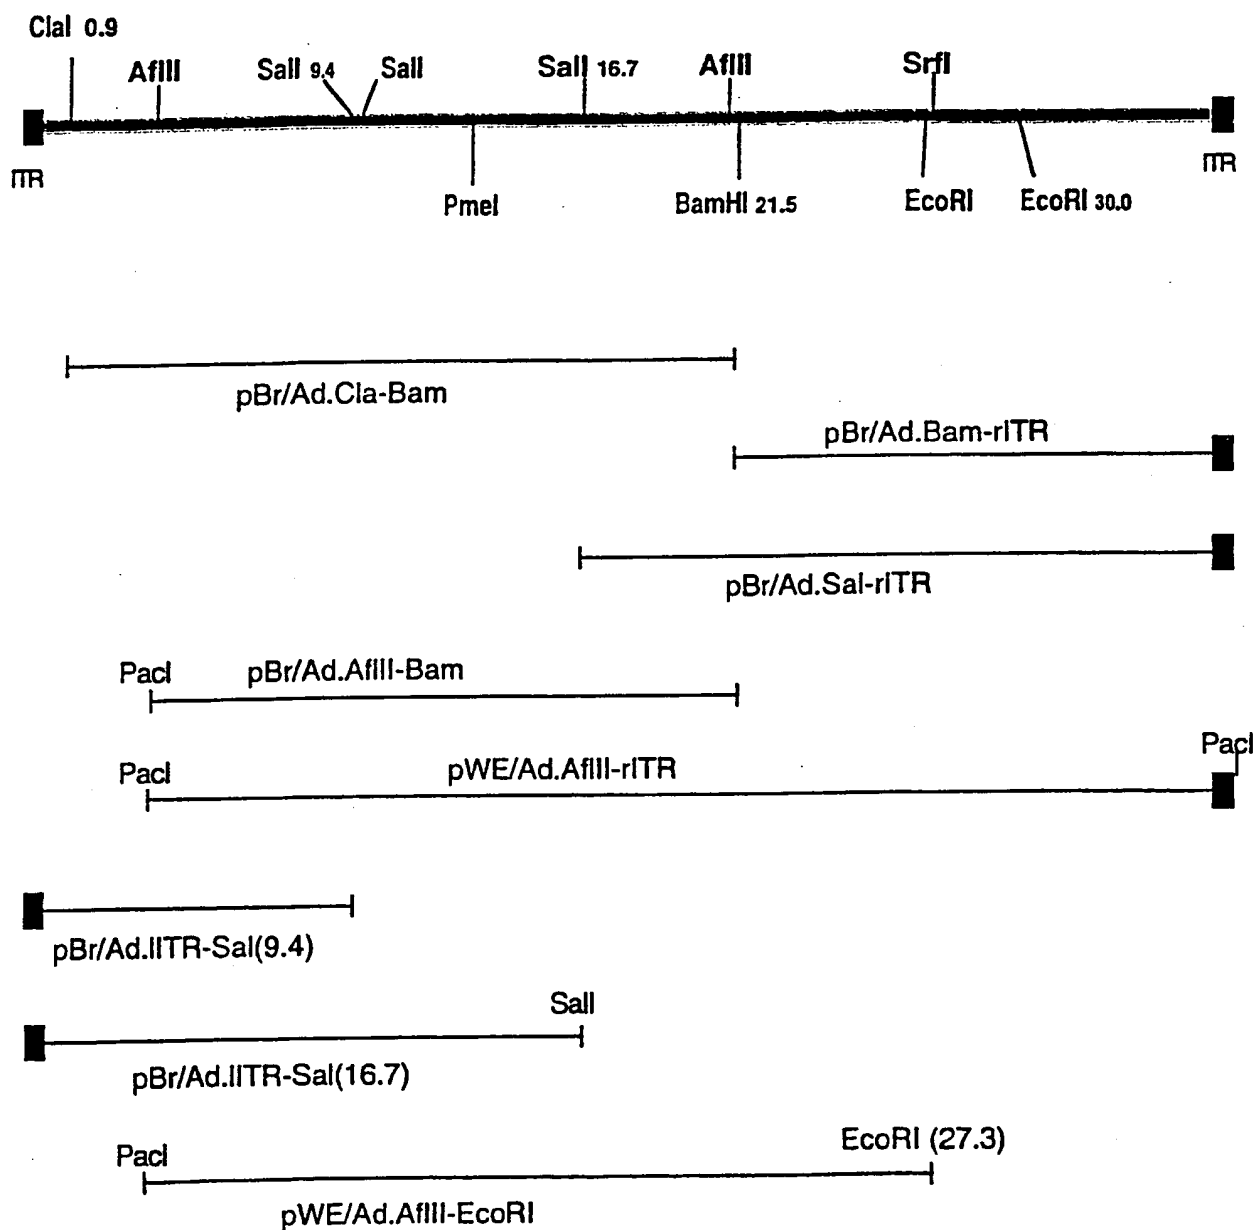 ClaI 0.9
AflII SalI 9.4 SalI SalI 16.7 AflII SrfI
ITR ITR
PmeI BamHI 21.5 EcoRI EcoRI 30.0
pBr/Ad.Cla-Bam
pBr/Ad.Bam-rITR
pBr/Ad.Sal-rITR
PacI pBr/Ad.AflII-Bam
PacI
PacI pWE/Ad.AflII-rITR
pBr/Ad.lITR-Sal(9.4)
SalI
pBr/Ad.lITR-Sal(16.7)
EcoRI (27.3)
PacI
pWE/Ad.AflII-EcoRI